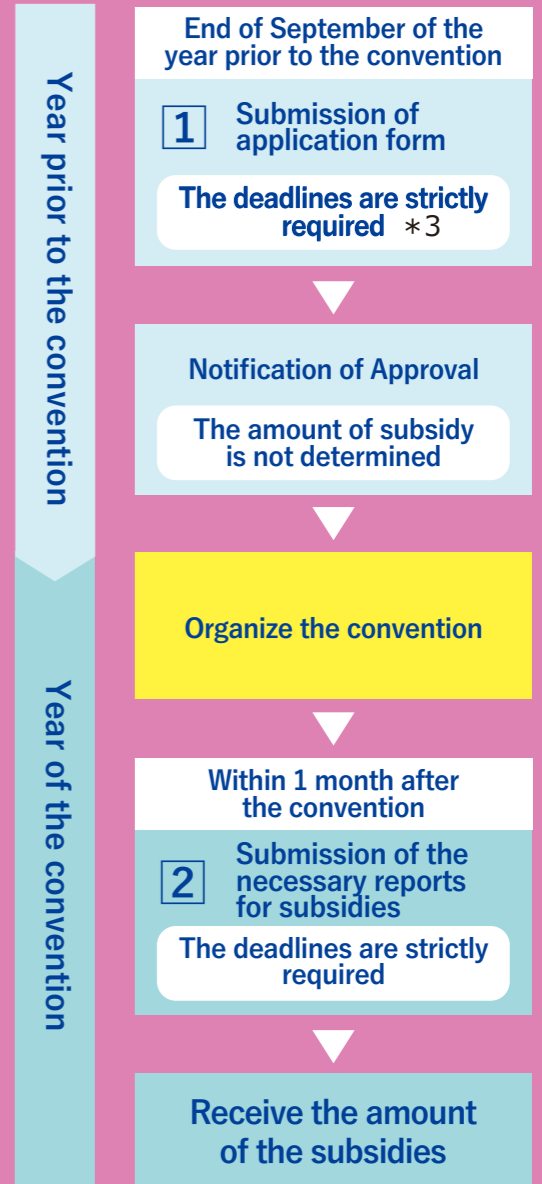 Year prior to the convention
End of September of the
year prior to the convention
1 Submission of
application form
The deadlines are strictly
required *3
Notification of Approval
The amount of subsidy
is not determined
Year of the convention
Organize the convention
Within 1 month after
the convention
2 Submission of the
necessary reports
for subsidies
The deadlines are strictly
required
Receive the amount
of the subsidies